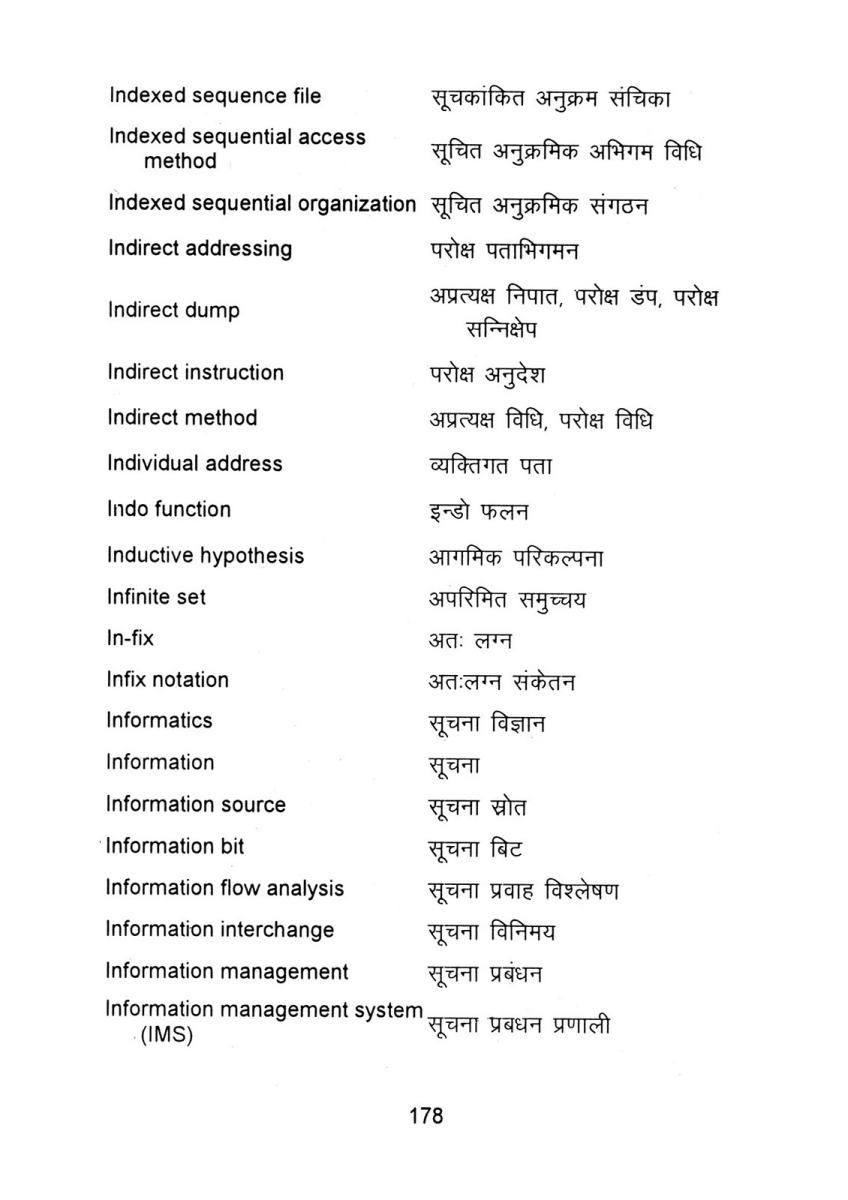 Indexed sequence file सूचकांकित अनुक्रम संचिका
Indexed sequential access
method सूचित अनुक्रमिक अभिगम विधि
Indexed sequential organization सूचित अनुक्रमिक संगठन
Indirect addressing परोक्ष पताभिगमन
Indirect dump अप्रत्यक्ष निपात, परोक्ष डंप, परोक्ष
सन्निक्षेप
Indirect instruction परोक्ष अनुदेश
Indirect method अप्रत्यक्ष विधि, परोक्ष विधि
Individual address व्यक्तिगत पता
Indo function इन्डो फलन
Inductive hypothesis आगमिक परिकल्पना
Infinite set अपरिमित समुच्चय
In-fix अतः लग्न
Infix notation अतःलग्न संकेतन
Informatics सूचना विज्ञान
Information सूचना
Information source सूचना स्रोत
Information bit सूचना बिट
Information flow analysis सूचना प्रवाह विश्लेषण
Information interchange सूचना विनिमय
Information management सूचना प्रबंधन
Information management system
(IMS) सूचना प्रबधन प्रणाली
178